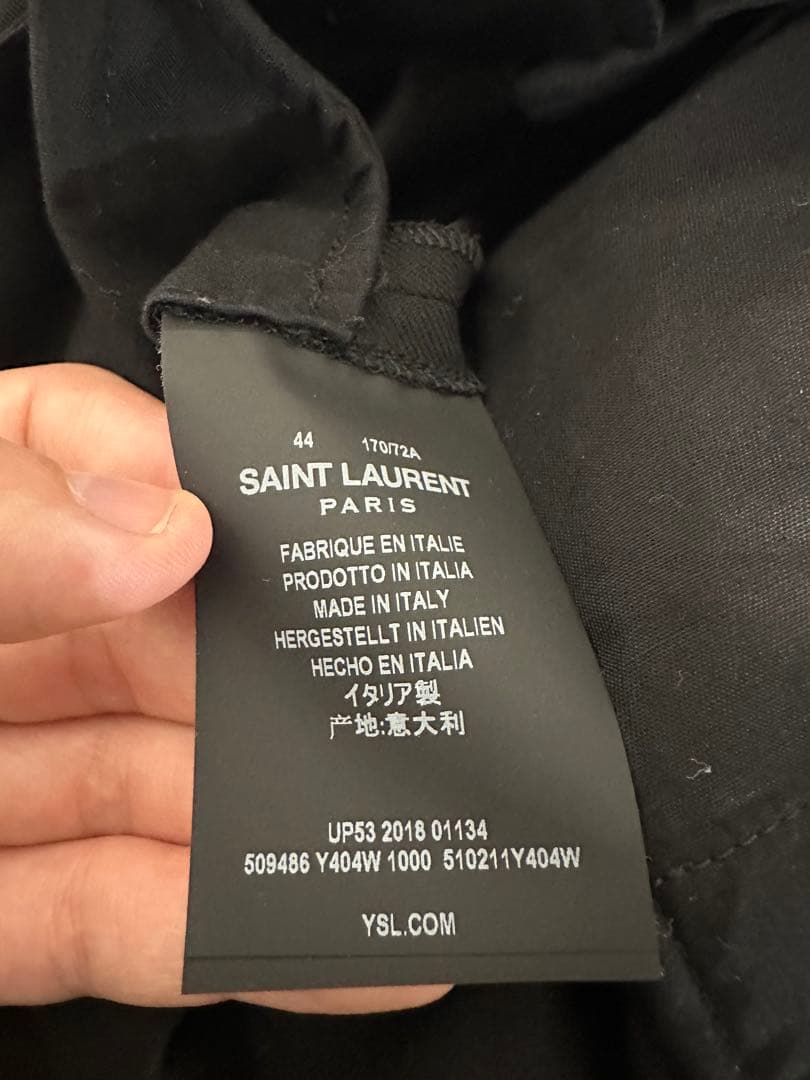 44 170/72A
SAINT LAURENT
PARIS
FABRIQUE EN ITALIE
PRODOTTO IN ITALIA
MADE IN ITALY
HERGESTELLT IN ITALIEN
HECHO EN ITALIA
イタリア製
产地:意大利
UP53 2018 01134
509486 Y404W 1000 510211Y404W
YSL.COM